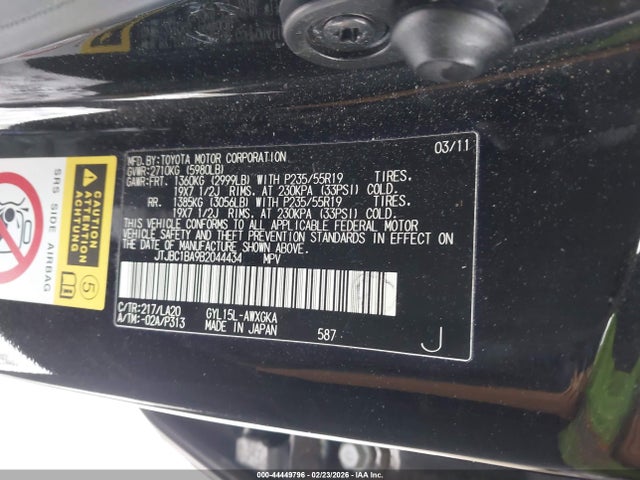 SRS SIDE AIRBAG
CAUTION
ATTENTION
ACHTUNG
5
03/11
MFD.BY: TOYOTA MOTOR CORPORATION
GVWR: 2710KG (5980LB)
GAWR: FRT. 1360KG (2999LB) WITH P235/55R19 TIRES,
19X7 1/2J RIMS, AT 230KPA (33PSI) COLD.
RR. 1385KG (3056LB) WITH P235/55R19 TIRES,
19X7 1/2J RIMS, AT 230KPA (33PSI) COLD.
THIS VEHICLE CONFORMS TO ALL APPLICABLE FEDERAL MOTOR
VEHICLE SAFETY AND THEFT PREVENTION STANDARDS IN EFFECT ON
THE DATE OF MANUFACTURE SHOWN ABOVE.
JTJBC1BA9B2044434 MPV
C/TR: 217/LA20 GYL15L-AWXGKA
A/TM: -02A/P313 MADE IN JAPAN 587 J
000-44449796 - 02/23/2026 - COPYRIGHT IAA, Inc.